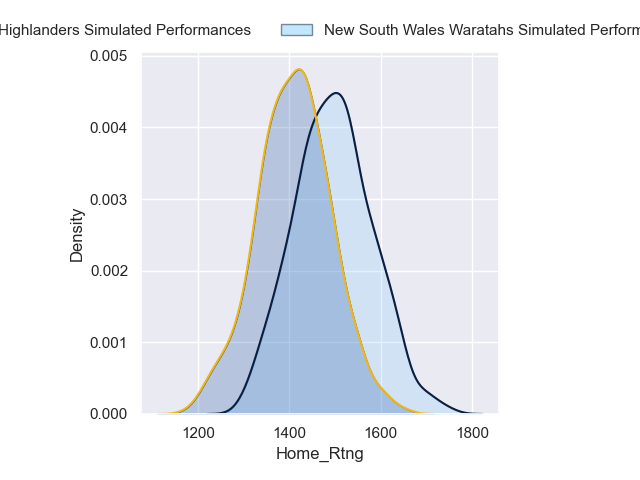 Highlanders Simulated Performances New South Wales Waratahs Simulated Perform
0.005
0.004
0.003
0.002
0.001
0.000
Density
1200 1400 1600 1800
Home_Rtng